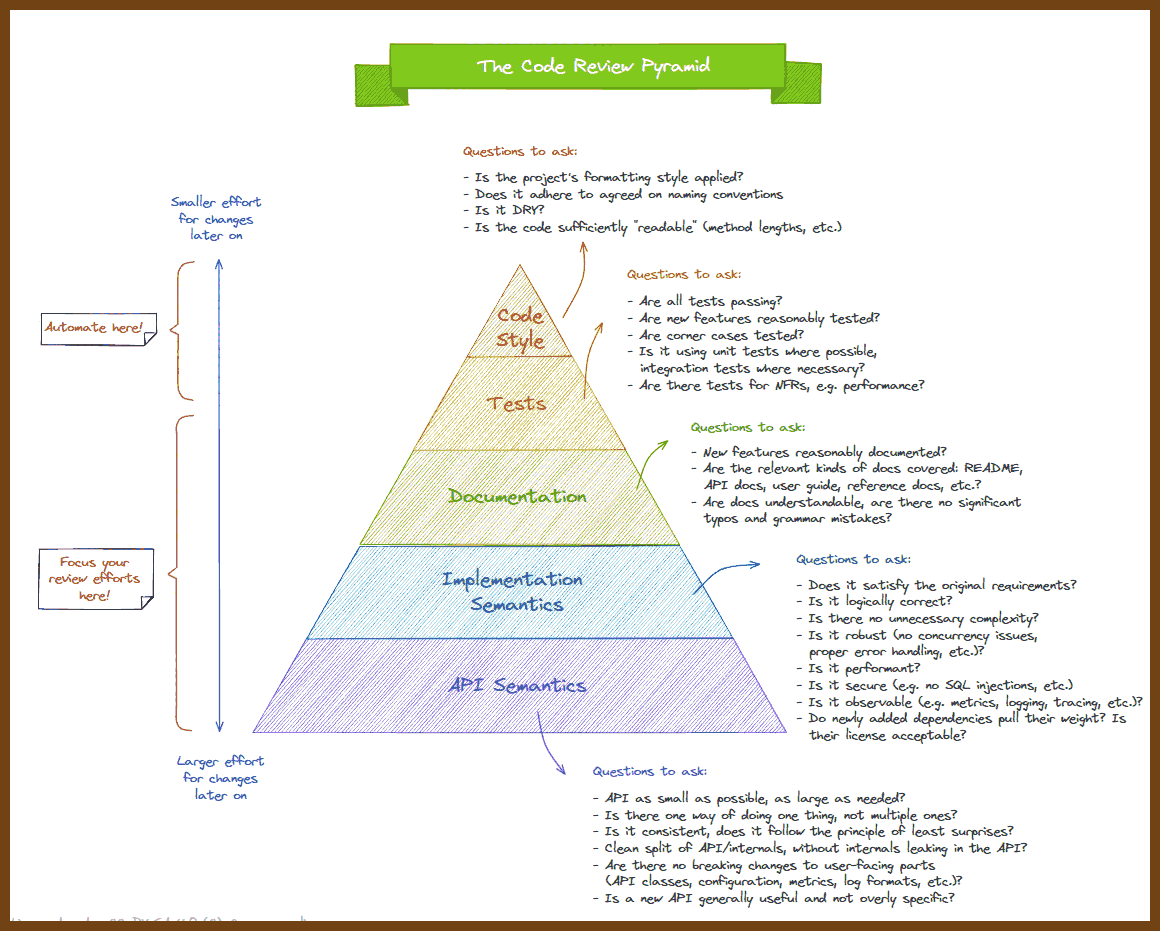 The Code Review Pyramid
Questions to ask:
- Is the project's formatting style applied?
- Does it adhere to agreed on naming conventions
- Is it DRY?
- Is the code sufficiently "readable" (method lengths, etc.)
Smaller effort
for changes
later on
Questions to ask:
- Are all tests passing?
- Are new features reasonably tested?
- Are corner cases tested?
- Is it using unit tests where possible,
integration tests where necessary?
- Are there tests for NFRs, e.g. performance?
Automate here!
Code
Style
Tests
Questions to ask:
- New features reasonably documented?
- Are the relevant kinds of docs covered: README,
API docs, user guide, reference docs, etc.?
- Are docs understandable, are there no significant
typos and grammar mistakes?
Documentation
Focus your
review efforts
here!
Implementation
Semantics
Questions to ask:
- Does it satisfy the original requirements?
- Is it logically correct?
- Is there no unnecessary complexity?
- Is it robust (no concurrency issues,
proper error handling, etc.)?
- Is it performant?
- Is it secure (e.g. no SQL injections, etc.)
- Is it observable (e.g. metrics, logging, tracing, etc.)?
- Do newly added dependencies pull their weight? Is
their license acceptable?
API Semantics
Larger effort
for changes
later on
Questions to ask:
- API as small as possible, as large as needed?
- Is there one way of doing one thing, not multiple ones?
- Is it consistent, does it follow the principle of least surprises?
- Clean split of API/internals, without internals leaking in the API?
- Are there no breaking changes to user-facing parts
(API classes, configuration, metrics, log formats, etc.)?
- Is a new API generally useful and not overly specific?